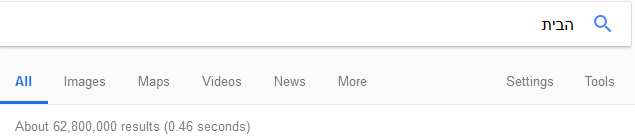 הבית
All Images Maps Videos News More Settings Tools
About 62,800,000 results (0.46 seconds)